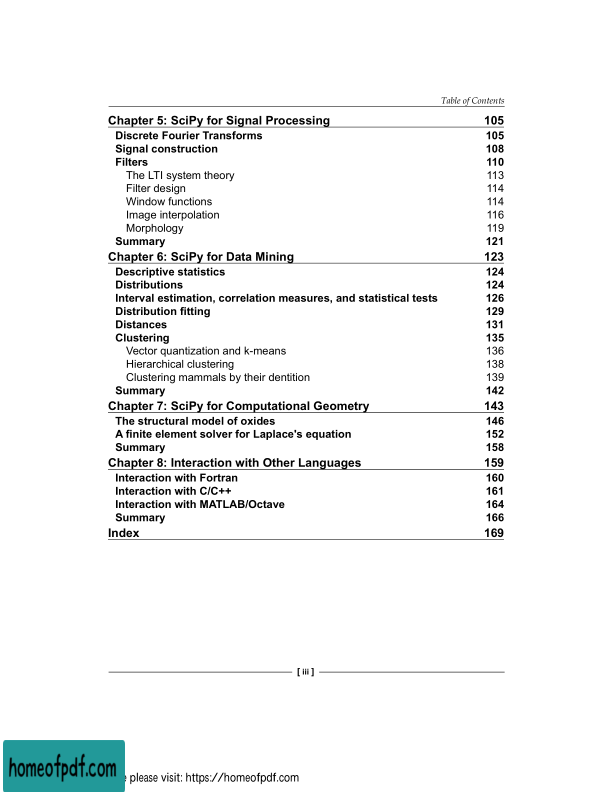 Table of Contents
Chapter 5: SciPy for Signal Processing 105
Discrete Fourier Transforms 105
Signal construction 108
Filters 110
The LTI system theory 113
Filter design 114
Window functions 114
Image interpolation 116
Morphology 119
Summary 121
Chapter 6: SciPy for Data Mining 123
Descriptive statistics 124
Distributions 124
Interval estimation, correlation measures, and statistical tests 126
Distribution fitting 129
Distances 131
Clustering 135
Vector quantization and k-means 136
Hierarchical clustering 138
Clustering mammals by their dentition 139
Summary 142
Chapter 7: SciPy for Computational Geometry 143
The structural model of oxides 146
A finite element solver for Laplace's equation 152
Summary 158
Chapter 8: Interaction with Other Languages 159
Interaction with Fortran 160
Interaction with C/C++ 161
Interaction with MATLAB/Octave 164
Summary 166
Index 169
[ iii ]
homeofpdf.com
please visit: https://homeofpdf.com